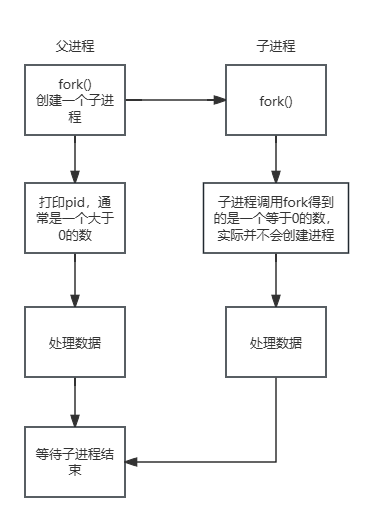 父进程
子进程
fork()
创建一个子进
程
fork()
打印pid，通
常是一个大于
0的数
子进程调用fork得到
的是一个等于0的数，
实际并不会创建进程
处理数据
处理数据
等待子进程结
束